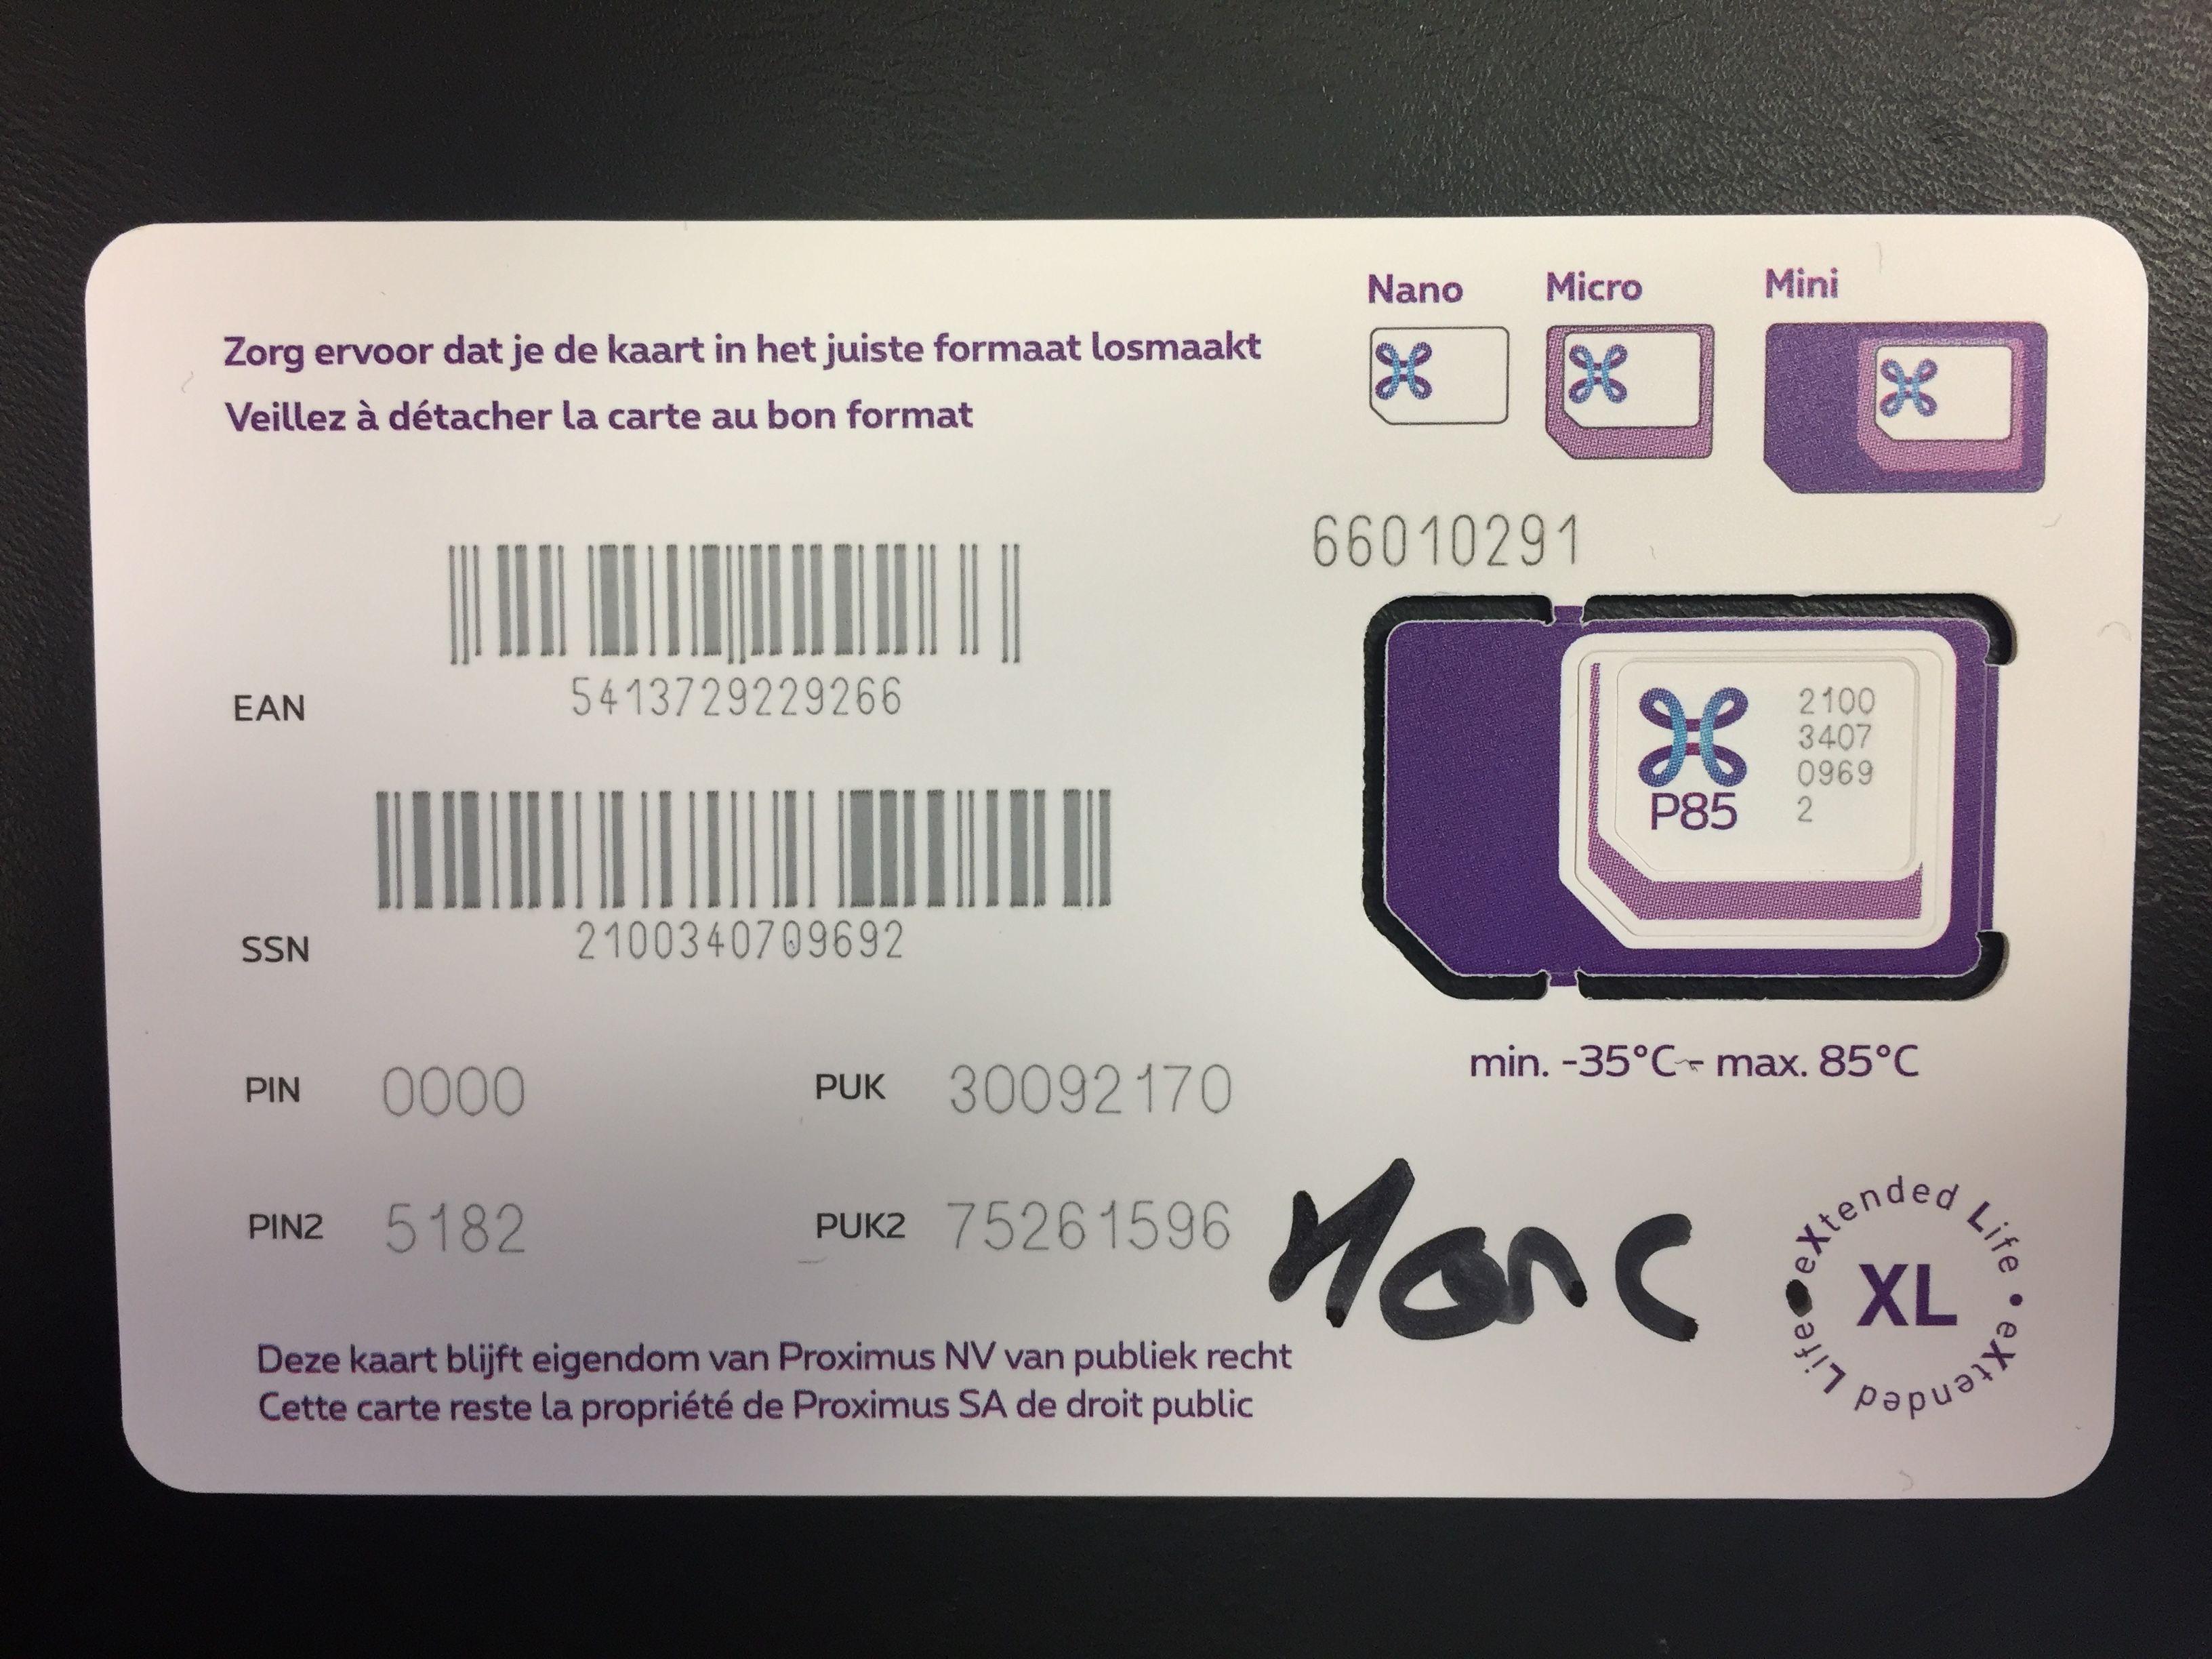 Nano Micro Mini
Zorg ervoor dat je de kaart in het juiste formaat losmaakt
Veillez à détacher la carte au bon format
66010291
EAN 5413729229266
2100
3407
0969
2
P85
SSN 2100340709692
min. -35°C - max. 85°C
PIN 0000 PUK 30092170
PIN2 5182 PUK2 75261596
eXtended Life • eXtended Life •
XL
Deze kaart blijft eigendom van Proximus NV van publiek recht
Cette carte reste la propriété de Proximus SA de droit public